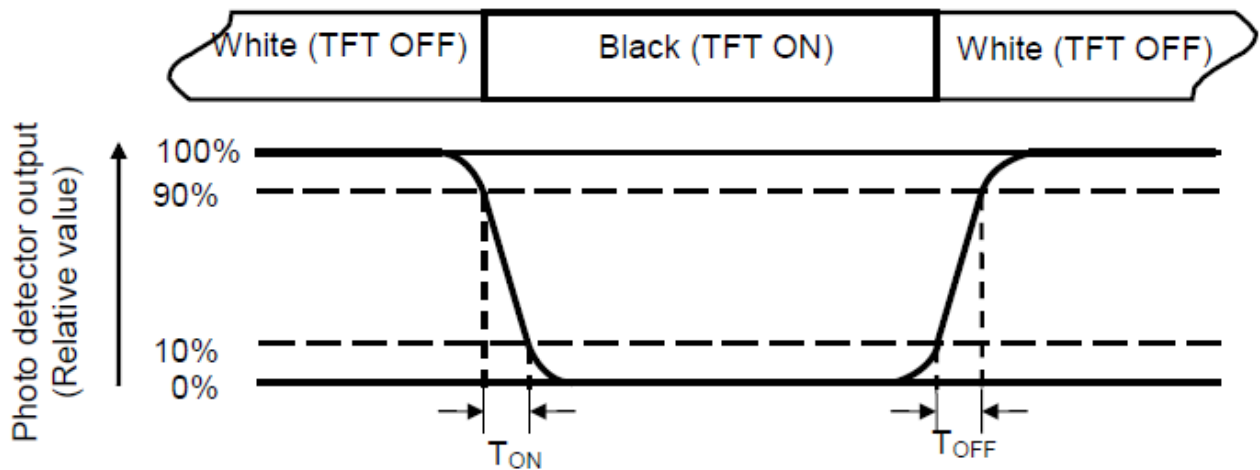 White (TFT OFF)
Black (TFT ON)
White (TFT OFF)
Photo detector output
(Relative value)
100%
90%
10%
0%
TON
TOFF